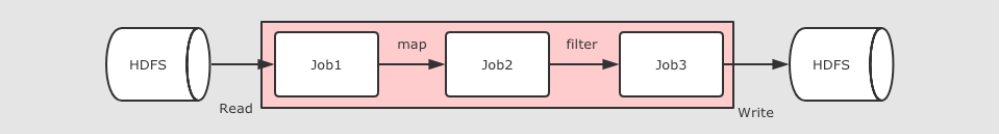 HDFS
Read
Job1
map
Job2
filter
Job3
Write
HDFS